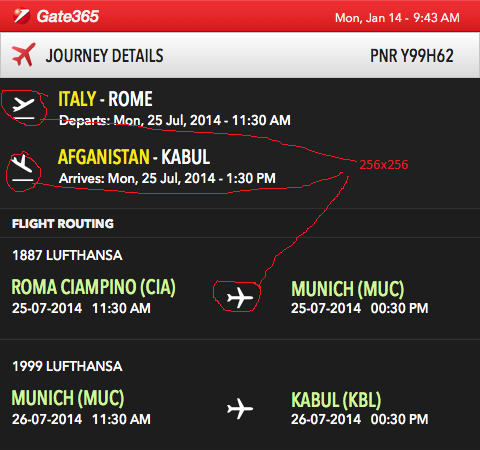 Gate365 Mon, Jan 14 - 9:43 AM
JOURNEY DETAILS PNR Y99H62
ITALY - ROME
Departs: Mon, 25 Jul, 2014 - 11:30 AM
256x256
AFGANISTAN - KABUL
Arrives: Mon, 25 Jul, 2014 - 1:30 PM
FLIGHT ROUTING
1887 LUFTHANSA
ROMA CIAMPINO (CIA) MUNICH (MUC)
25-07-2014 11:30 AM 25-07-2014 00:30 PM
1999 LUFTHANSA
MUNICH (MUC) KABUL (KBL)
26-07-2014 11:30 AM 26-07-2014 00:30 PM